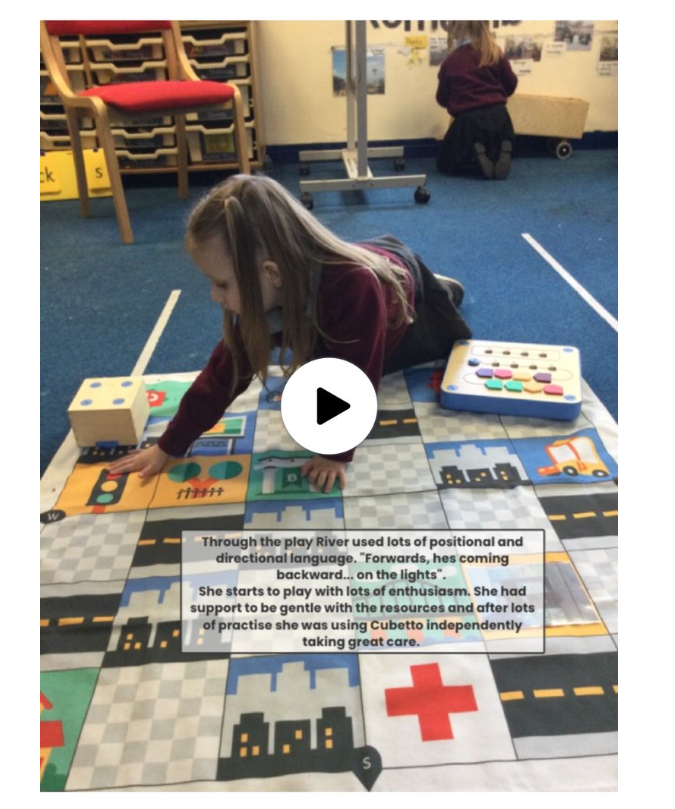 ck
s
W
Through the play River used lots of positional and
directional language. "Forwards, hes coming
backward... on the lights".
She starts to play with lots of enthusiasm. She had
support to be gentle with the resources and after lots
of practise she was using Cubetto independently
taking great care.
S